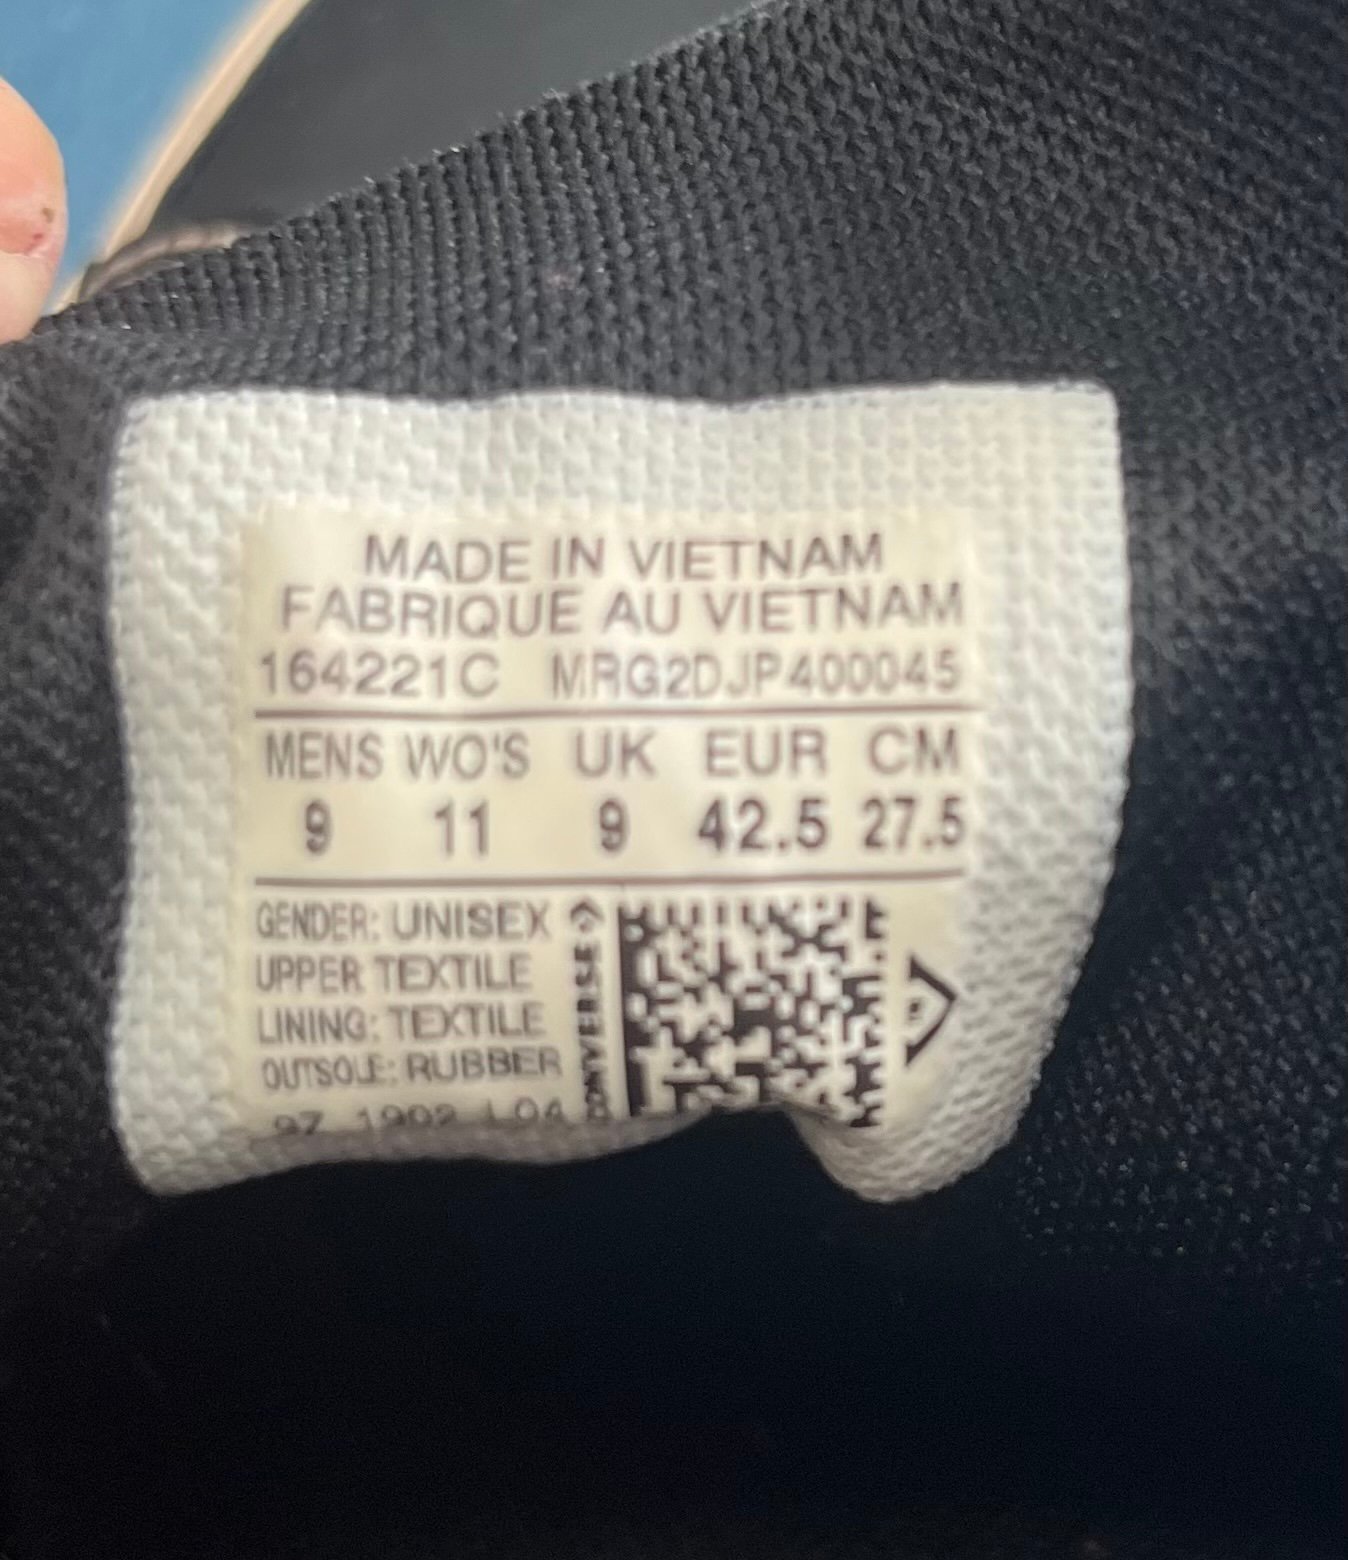 MADE IN VIETNAM
FABRIQUE AU VIETNAM
164221C MRG2DJP400045
MENS WO'S UK EUR CM
9 11 9 42.5 27.5
GENDER: UNISEX
UPPER TEXTILE
LINING: TEXTILE
OUTSOLE: RUBBER
CONVERSE